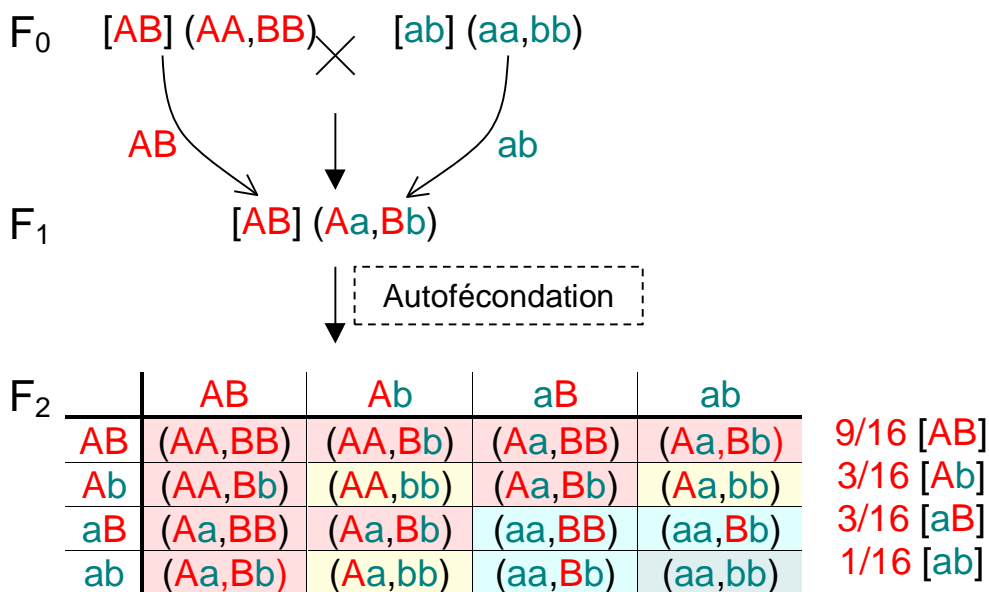 F₀ [AB] (AA,BB) [ab] (aa,bb)
AB ab
F₁ [AB] (Aa,Bb)
Autofécondation
F₂ AB Ab aB ab
AB (AA,BB) (AA,Bb) (Aa,BB) (Aa,Bb) 9/16 [AB]
Ab (AA,Bb) (AA,bb) (Aa,Bb) (Aa,bb) 3/16 [Ab]
aB (Aa,BB) (Aa,Bb) (aa,BB) (aa,Bb) 3/16 [aB]
ab (Aa,Bb) (Aa,bb) (aa,Bb) (aa,bb) 1/16 [ab]